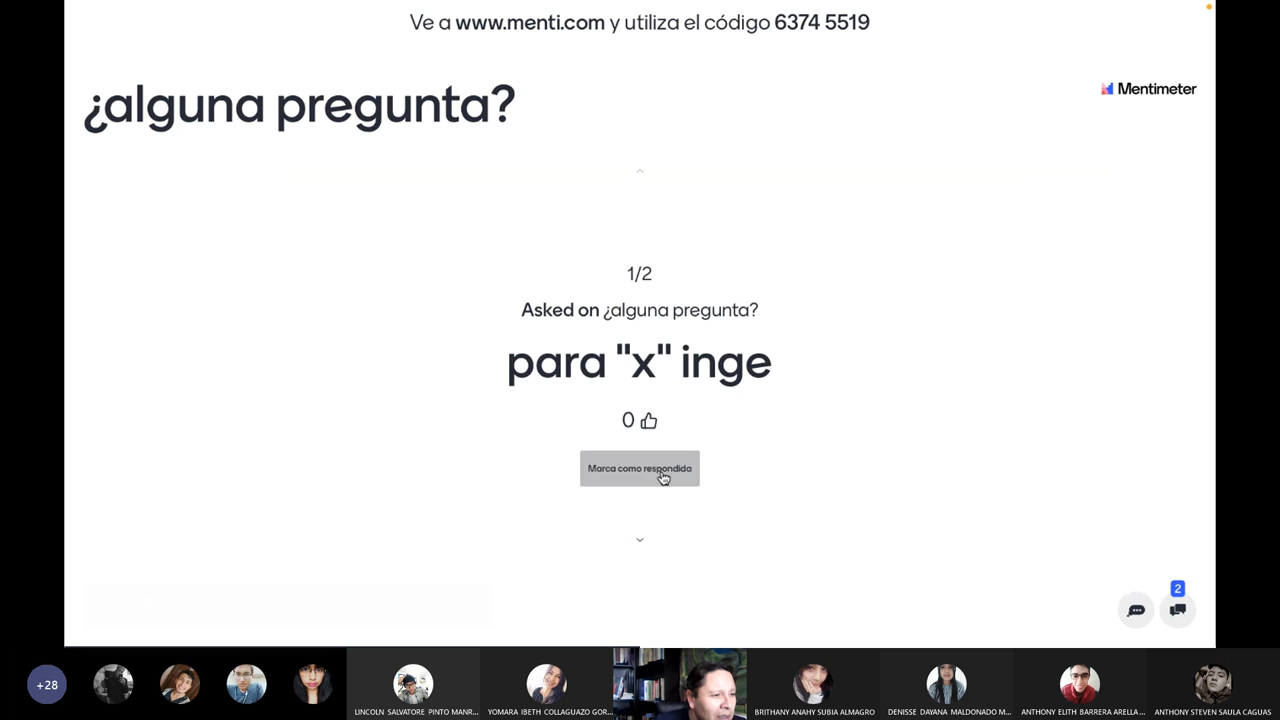 Ve a www.menti.com y utiliza el código 6374 5519
¿alguna pregunta?
Mentimeter
1/2
Asked on ¿alguna pregunta?
para "x" inge
0
Marca como respondida
2
+28
LINCOLN SALVATORE PINTO MANR...
YOMARA IBETH COLLAGUAZO GOR...
BRITHANY ANAHY SUBIA ALMAGRO
DENISSE DAYANA MALDONADO M...
ANTHONY ELITH BARRERA ARELLA ...
ANTHONY STEVEN SAULA CAGUAS